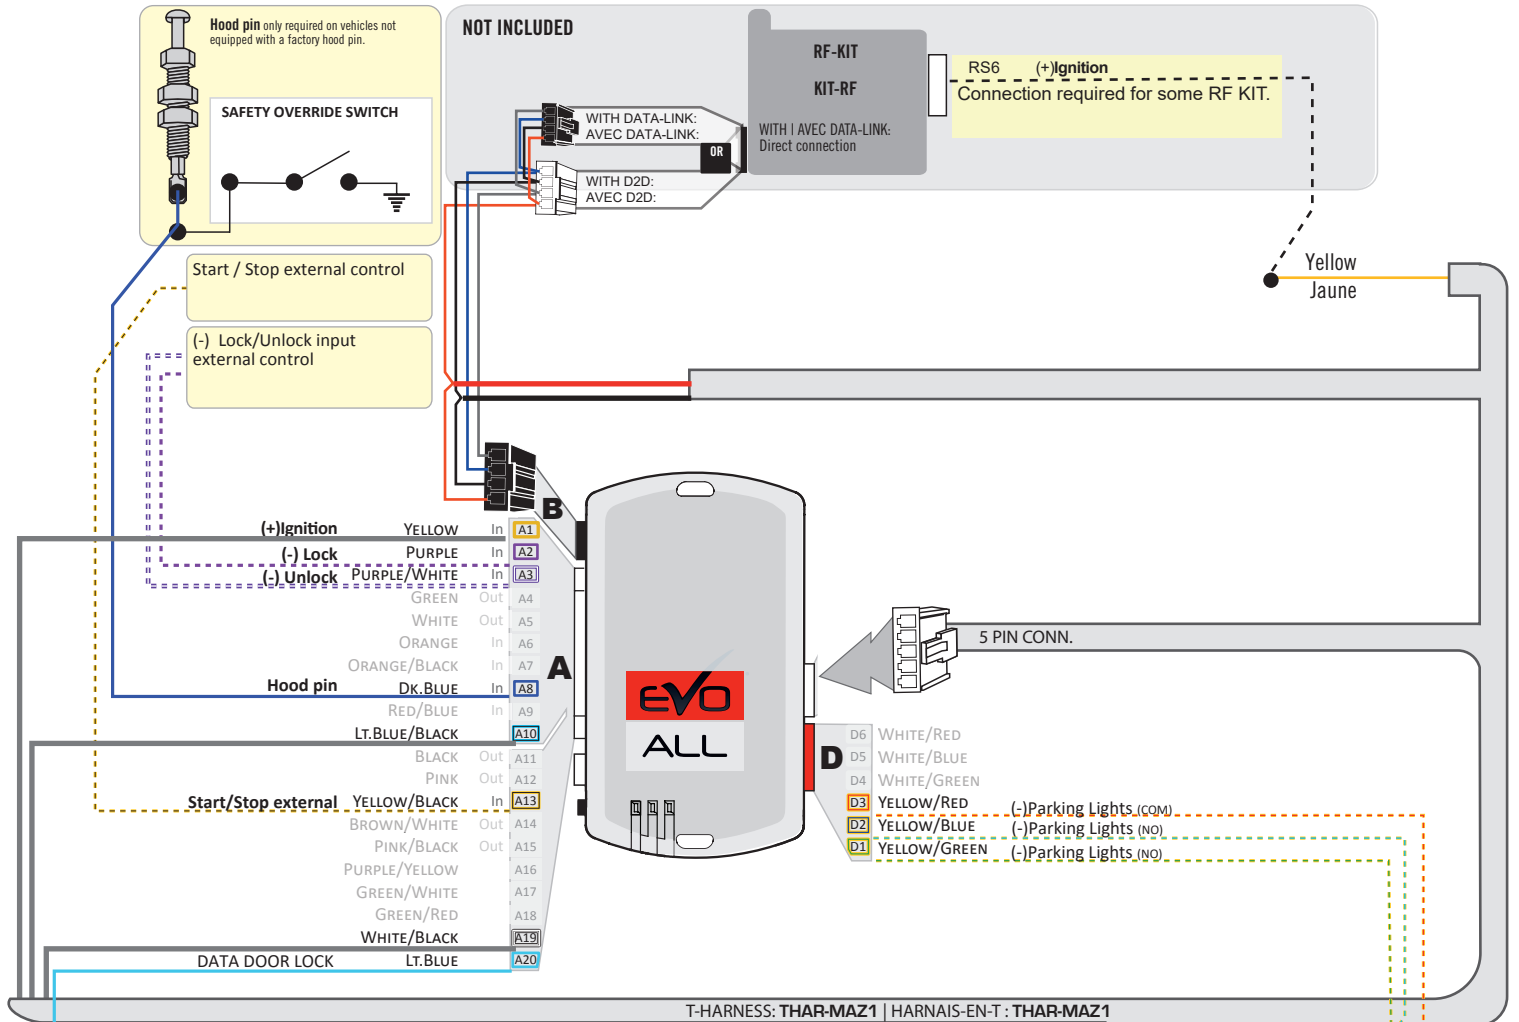 Hood pin only required on vehicles not
equipped with a factory hood pin.
SAFETY OVERRIDE SWITCH
NOT INCLUDED
RF-KIT
KIT-RF
WITH | AVEC DATA-LINK:
Direct connection
RS6 (+)Ignition
Connection required for some RF KIT.
WITH DATA-LINK:
AVEC DATA-LINK:
OR
WITH D2D:
AVEC D2D:
Start / Stop external control
(-) Lock/Unlock input
external control
Yellow
Jaune
B
(+)Ignition YELLOW In A1
(-) Lock PURPLE In A2
(-) Unlock PURPLE/WHITE In A3
GREEN Out A4
WHITE Out A5
ORANGE In A6
ORANGE/BLACK In A7
A
Hood pin DK.BLUE In A8
RED/BLUE In A9
LT.BLUE/BLACK A10
BLACK Out A11
PINK Out A12
Start/Stop external YELLOW/BLACK In A13
BROWN/WHITE Out A14
PINK/BLACK Out A15
PURPLE/YELLOW A16
GREEN/WHITE A17
GREEN/RED A18
WHITE/BLACK A19
DATA DOOR LOCK LT.BLUE A20
EVO
ALL
5 PIN CONN.
D
D6 WHITE/RED
D5 WHITE/BLUE
D4 WHITE/GREEN
D3 YELLOW/RED (-)Parking Lights (COM)
D2 YELLOW/BLUE (-)Parking Lights (NO)
D1 YELLOW/GREEN (-)Parking Lights (NO)
T-HARNESS: THAR-MAZ1 | HARNAIS-EN-T : THAR-MAZ1